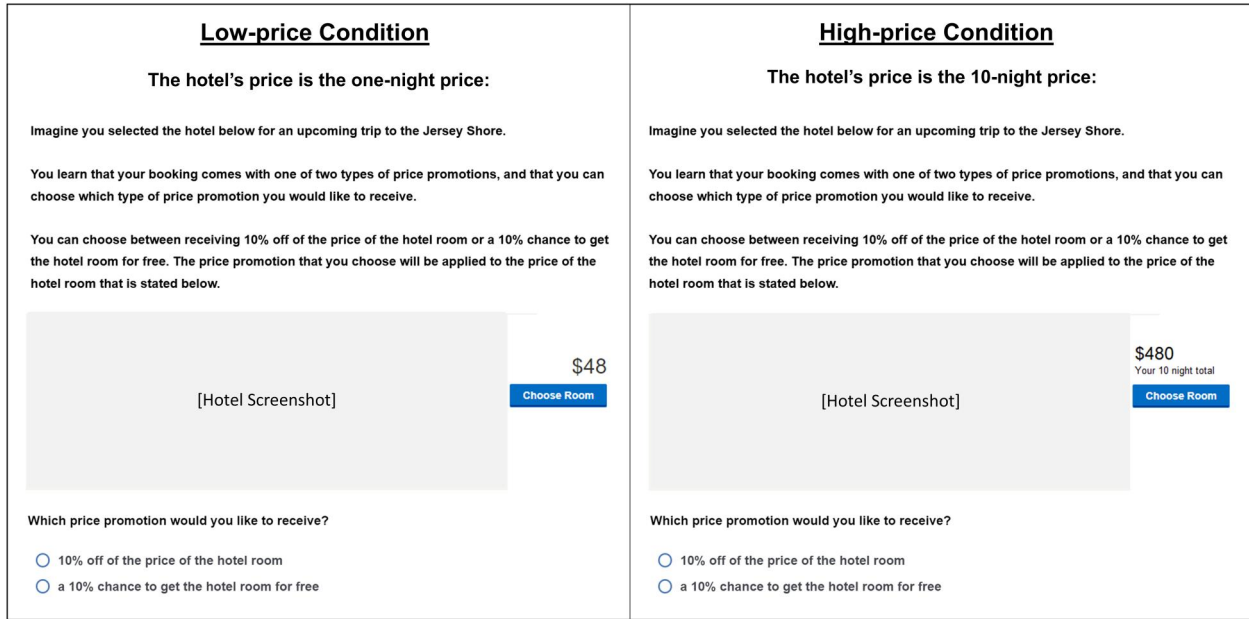 Low-price Condition
The hotel's price is the one-night price:
Imagine you selected the hotel below for an upcoming trip to the Jersey Shore.
You learn that your booking comes with one of two types of price promotions, and that you can
choose which type of price promotion you would like to receive.
You can choose between receiving 10% off of the price of the hotel room or a 10% chance to get
the hotel room for free. The price promotion that you choose will be applied to the price of the
hotel room that is stated below.
[Hotel Screenshot]
$48
Choose Room
Which price promotion would you like to receive?
10% off of the price of the hotel room
a 10% chance to get the hotel room for free
High-price Condition
The hotel's price is the 10-night price:
Imagine you selected the hotel below for an upcoming trip to the Jersey Shore.
You learn that your booking comes with one of two types of price promotions, and that you can
choose which type of price promotion you would like to receive.
You can choose between receiving 10% off of the price of the hotel room or a 10% chance to get
the hotel room for free. The price promotion that you choose will be applied to the price of the
hotel room that is stated below.
[Hotel Screenshot]
$480
Your 10 night total
Choose Room
Which price promotion would you like to receive?
10% off of the price of the hotel room
a 10% chance to get the hotel room for free